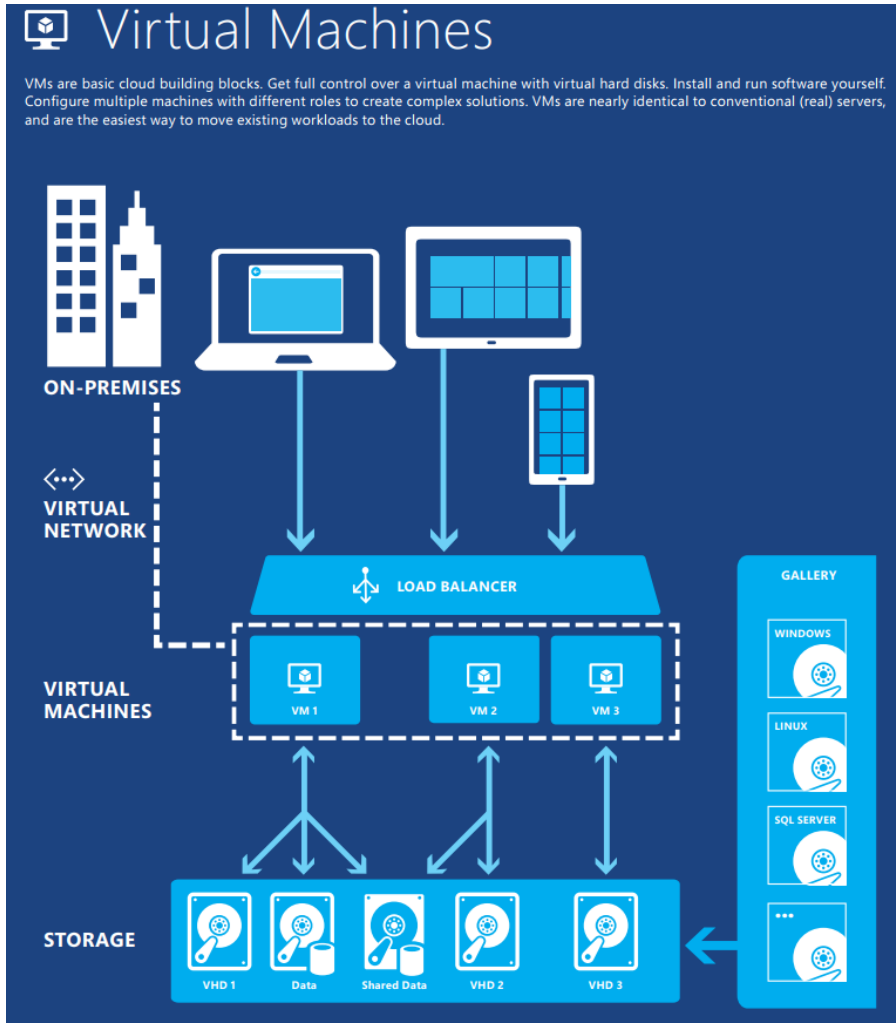 Virtual Machines
VMs are basic cloud building blocks. Get full control over a virtual machine with virtual hard disks. Install and run software yourself.
Configure multiple machines with different roles to create complex solutions. VMs are nearly identical to conventional (real) servers,
and are the easiest way to move existing workloads to the cloud.
ON-PREMISES
VIRTUAL
NETWORK
LOAD BALANCER
GALLERY
WINDOWS
LINUX
SQL SERVER
•••
VIRTUAL
MACHINES
VM 1
VM 2
VM 3
STORAGE
VHD 1
Data
Shared Data
VHD 2
VHD 3